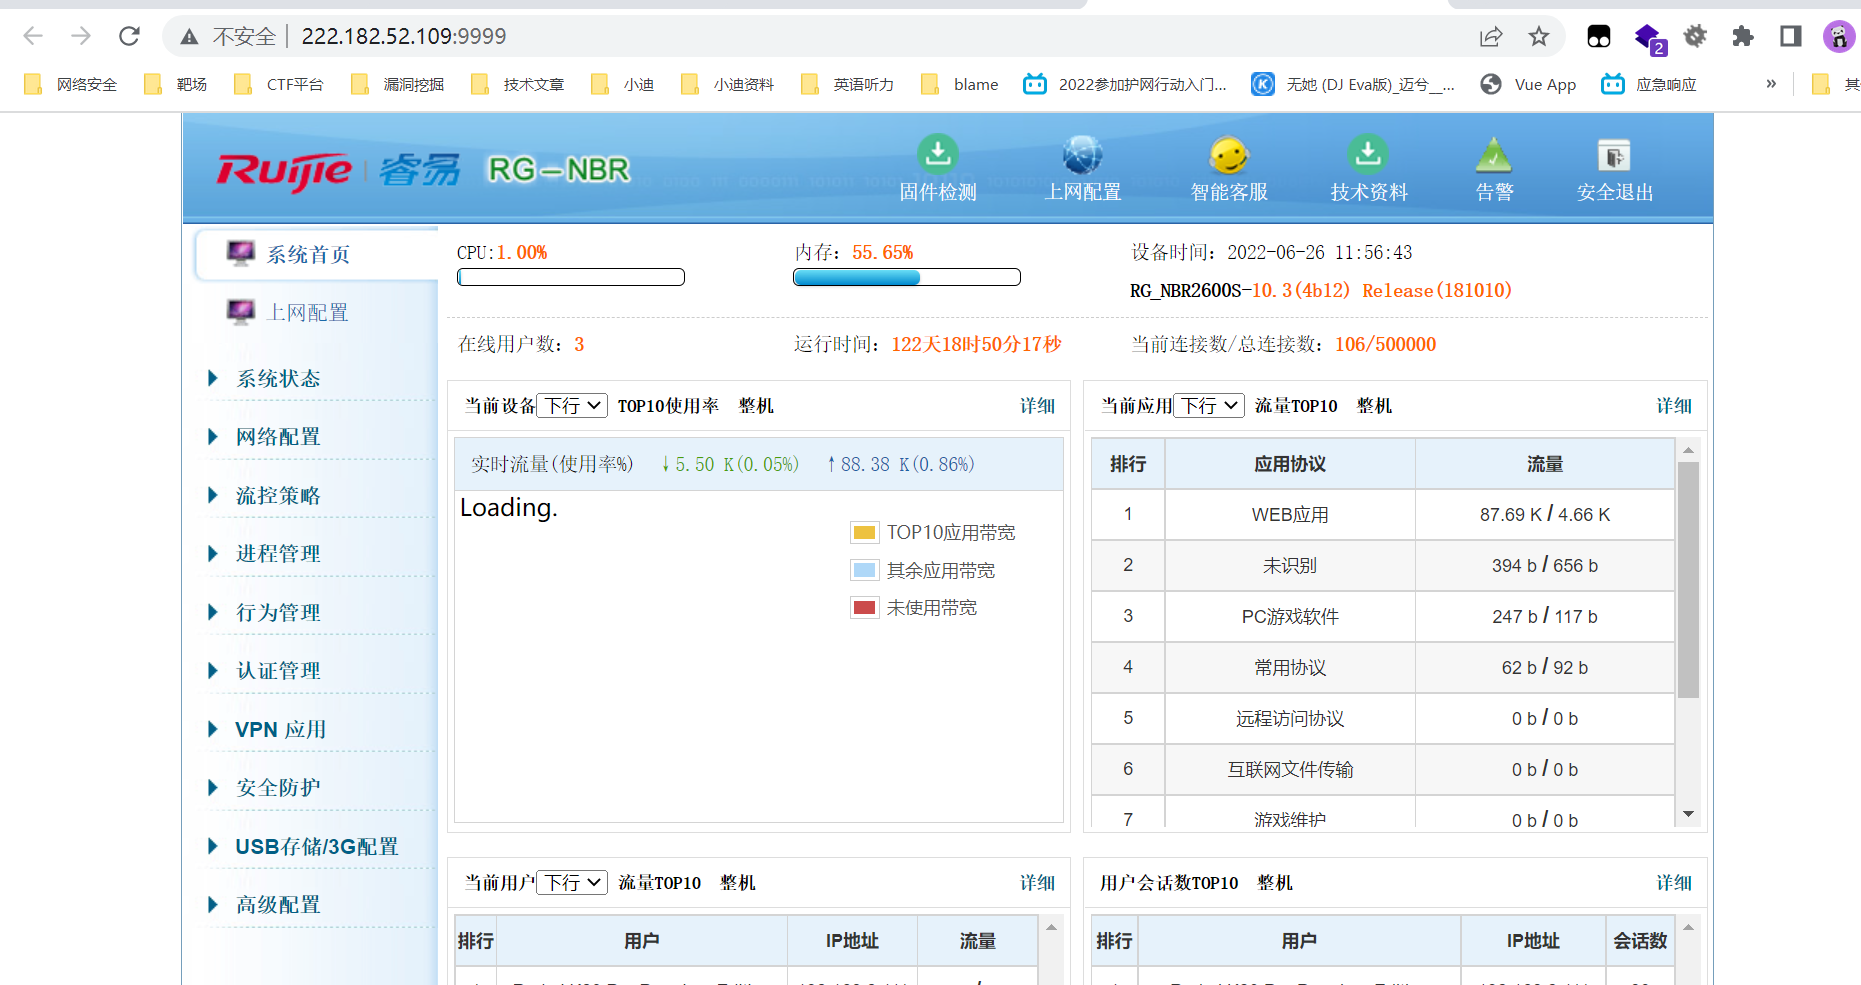 不安全 222.182.52.109:9999
2
网络安全 靶场 CTF平台 漏洞挖掘 技术文章 小迪 小迪资料 英语听力 blame 2022参加护网行动入门... 无她 (DJ Eva版)_迈兮__... Vue App 应急响应 » 其
Ruijie 睿易 RG-NBR
固件检测 上网配置 智能客服 技术资料 告警 安全退出
系统首页
上网配置
系统状态
网络配置
流控策略
进程管理
行为管理
认证管理
VPN 应用
安全防护
USB存储/3G配置
高级配置
CPU:1.00% 内存: 55.65% 设备时间: 2022-06-26 11:56:43
RG_NBR2600S-10.3(4b12) Release(181010)
在线用户数: 3 运行时间: 122天18时50分17秒 当前连接数/总连接数: 106/500000
当前设备 下行 TOP10使用率 整机 详细
实时流量(使用率%) ↓5.50 K(0.05%) ↑88.38 K(0.86%)
Loading.
TOP10应用带宽
其余应用带宽
未使用带宽
当前应用 下行 流量TOP10 整机 详细
排行 应用协议 流量
1 WEB应用 87.69 K / 4.66 K
2 未识别 394 b / 656 b
3 PC游戏软件 247 b / 117 b
4 常用协议 62 b / 92 b
5 远程访问协议 0 b / 0 b
6 互联网文件传输 0 b / 0 b
7 游戏维护 0 b / 0 b
当前用户 下行 流量TOP10 整机 详细
排行 用户 IP地址 流量
用户会话数TOP10 整机 详细
排行 用户 IP地址 会话数